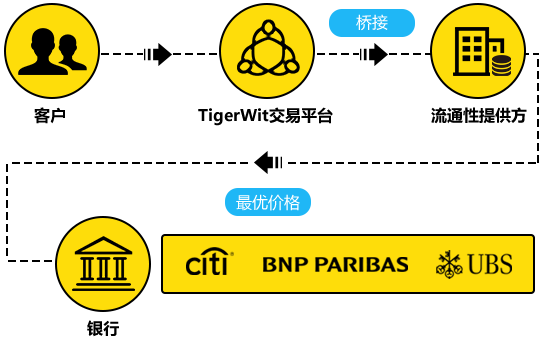 桥接
客户
TigerWit交易平台
流通性提供方
最优价格
citi
BNP PARIBAS
UBS
银行